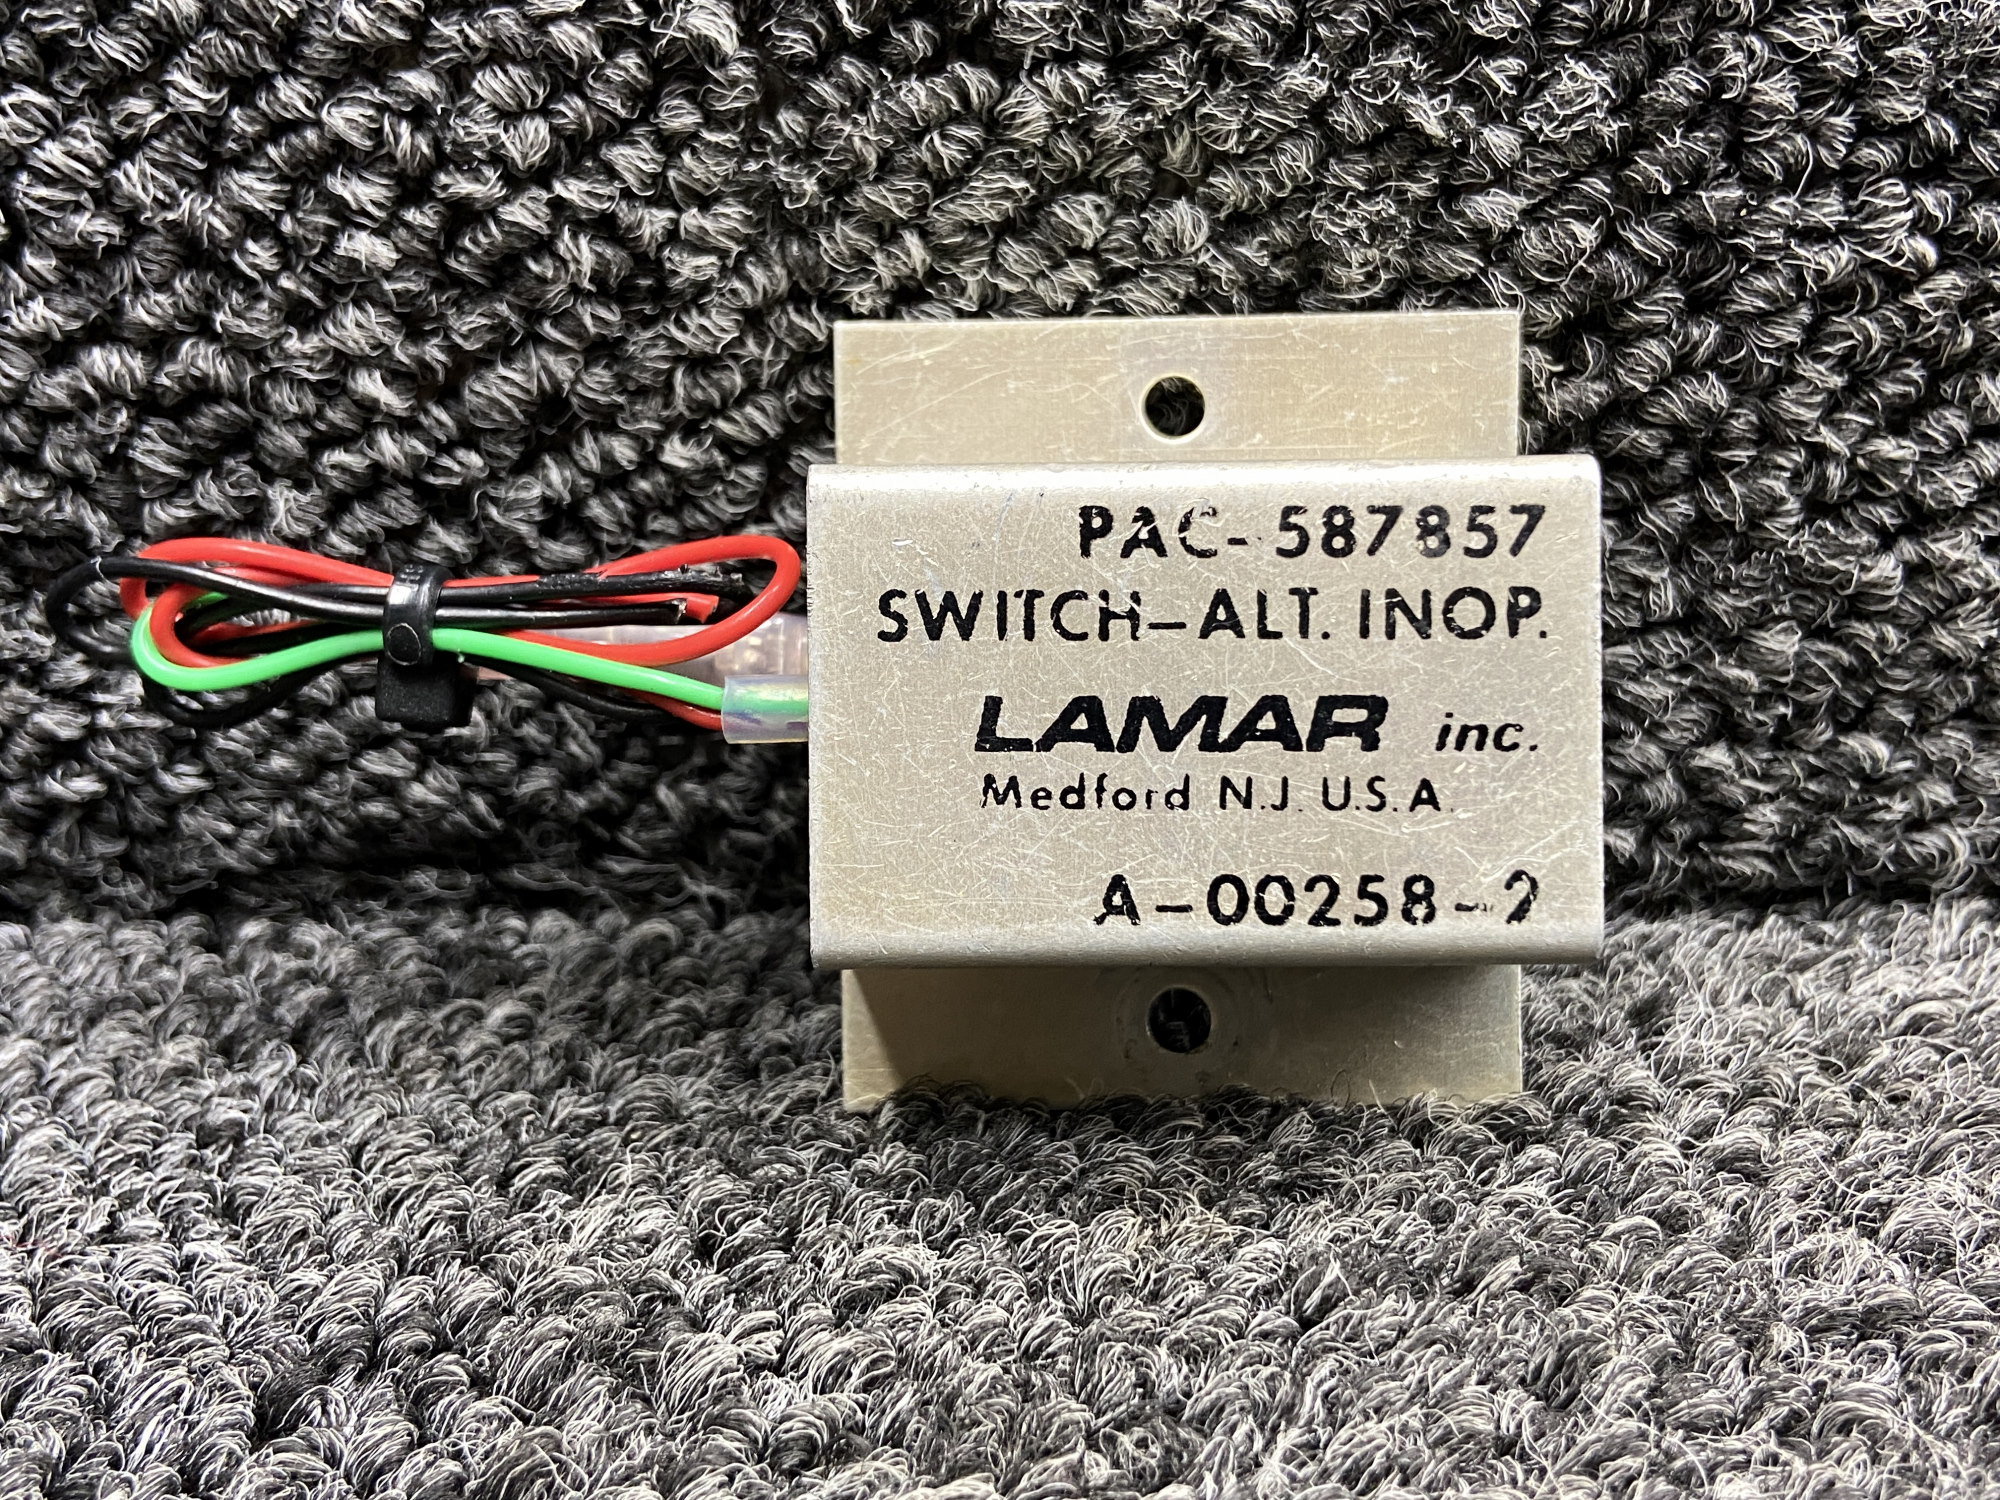 PAC-587857
SWITCH-ALT. INOP.
LAMAR inc.
Medford N.J. U.S.A.
A-00258-2